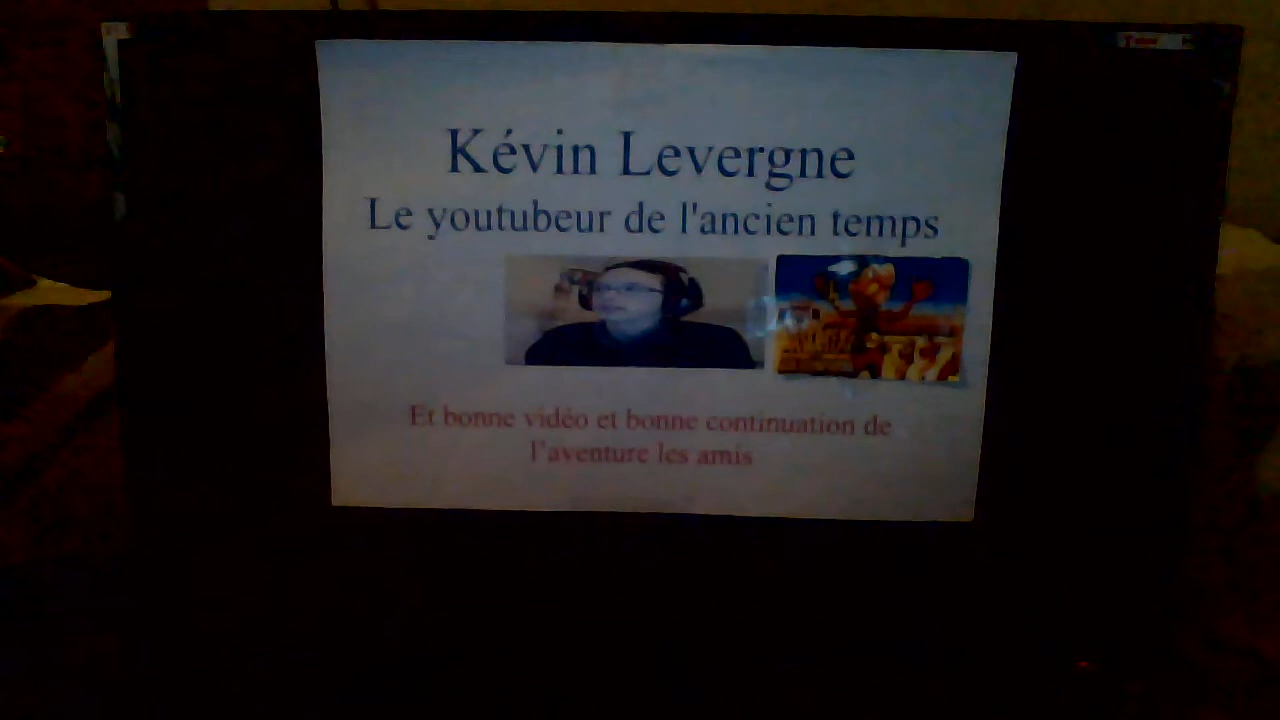 Kévin Levergne
Le youtubeur de l'ancien temps
Et bonne vidéo et bonne continuation de
l'aventure les amis